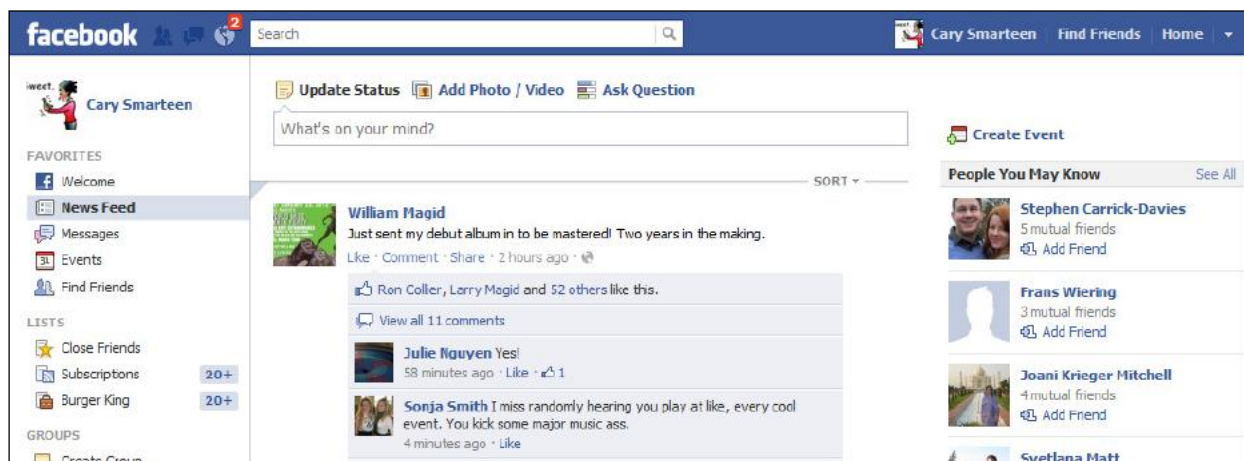 facebook
2
Search
Cary Smarteen
Find Friends
Home
Cary Smarteen
FAVORITES
Welcome
News Feed
Messages
Events
Find Friends
LISTS
Close Friends
Subscriptions 20+
Burger King 20+
GROUPS
Create Group...
Update Status Add Photo / Video Ask Question
What's on your mind?
SORT
William Magid
Just sent my debut album in to be mastered! Two years in the making.
Like · Comment · Share · 2 hours ago ·
Ron Coller, Larry Magid and 52 others like this.
View all 11 comments
Julie Nguyen Yes!
58 minutes ago · Like · 1
Sonja Smith I miss randomly hearing you play at like, every cool
event. You kick some major music ass.
4 minutes ago · Like
Create Event
People You May Know See All
Stephen Carrick-Davies
5 mutual friends
Add Friend
Frans Wiering
3 mutual friends
Add Friend
Joani Krieger Mitchell
4 mutual friends
Add Friend
Svetlana Matt